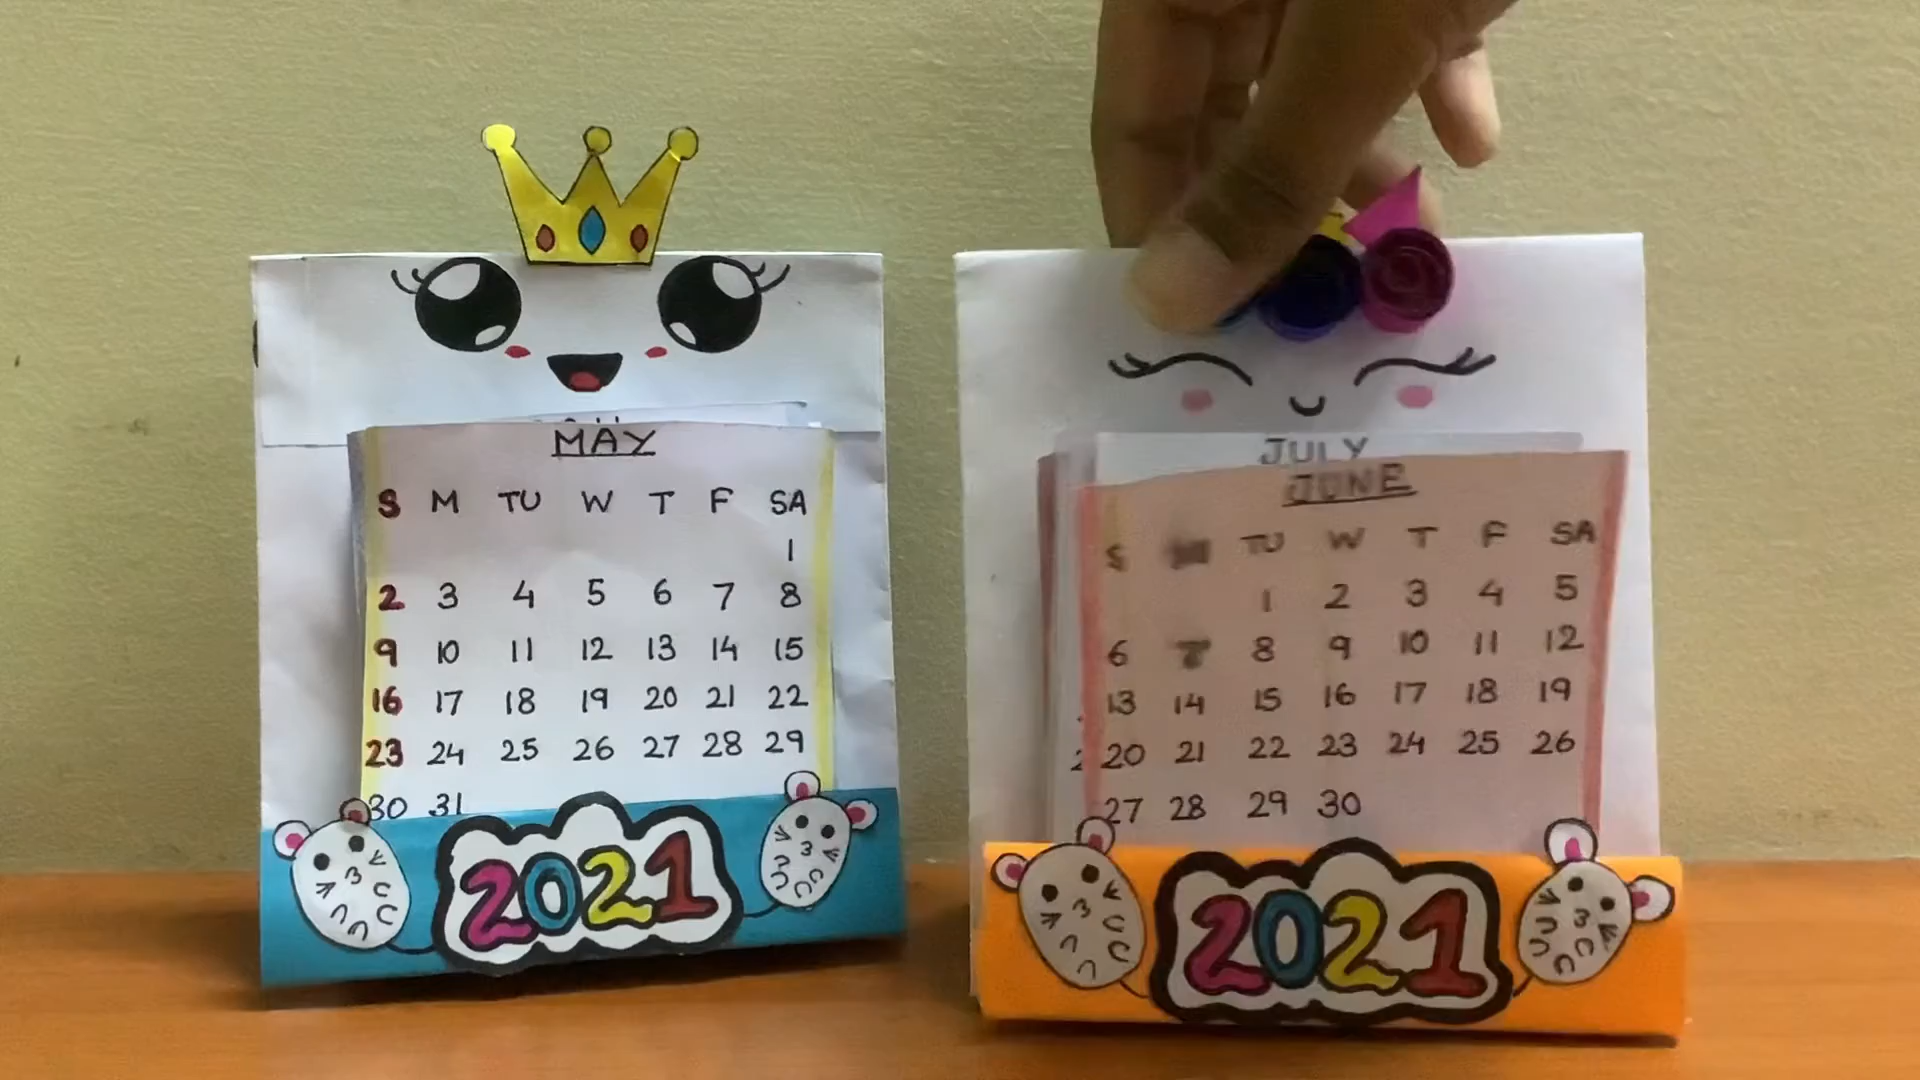 MAY
S M TU W T F SA
1
2 3 4 5 6 7 8
9 10 11 12 13 14 15
16 17 18 19 20 21 22
23 24 25 26 27 28 29
30 31
2021
JULY
JUNE
S TU W T F SA
1 2 3 4 5
6 7 8 9 10 11 12
13 14 15 16 17 18 19
20 21 22 23 24 25 26
27 28 29 30
2021